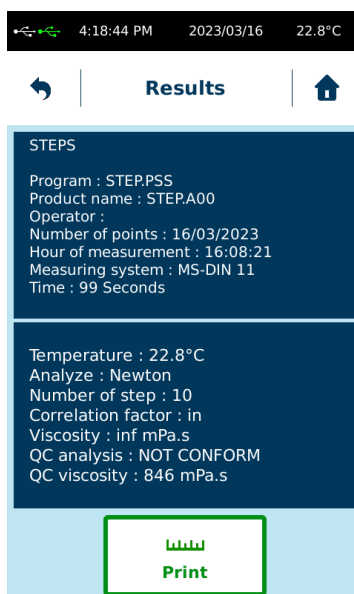 4:18:44 PM 2023/03/16 22.8°C
Results
STEPS
Program : STEP.PSS
Product name : STEP.A00
Operator :
Number of points : 16/03/2023
Hour of measurement : 16:08:21
Measuring system : MS-DIN 11
Time : 99 Seconds
Temperature : 22.8°C
Analyze : Newton
Number of step : 10
Correlation factor : in
Viscosity : inf mPa.s
QC analysis : NOT CONFORM
QC viscosity : 846 mPa.s
Print